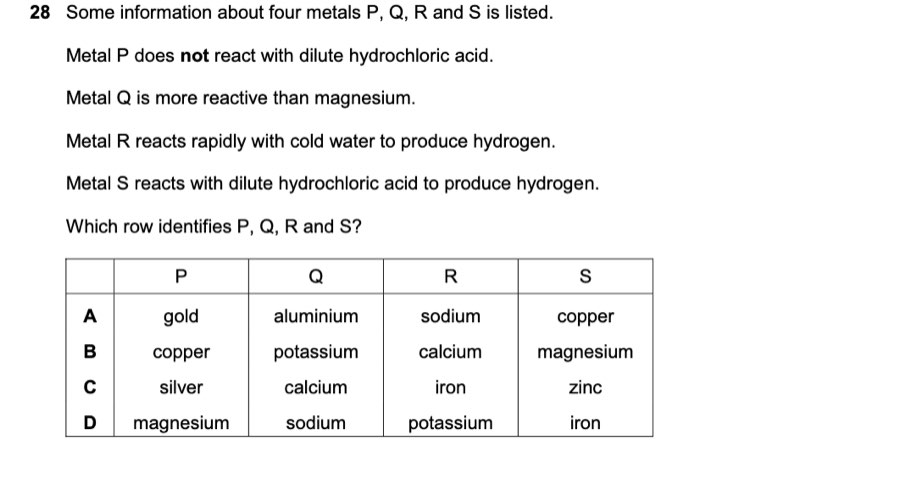 28 Some information about four metals P, Q, R and S is listed.
Metal P does not react with dilute hydrochloric acid.
Metal Q is more reactive than magnesium.
Metal R reacts rapidly with cold water to produce hydrogen.
Metal S reacts with dilute hydrochloric acid to produce hydrogen.
Which row identifies P, Q, R and S?
P Q R S
A gold aluminium sodium copper
B copper potassium calcium magnesium
C silver calcium iron zinc
D magnesium sodium potassium iron